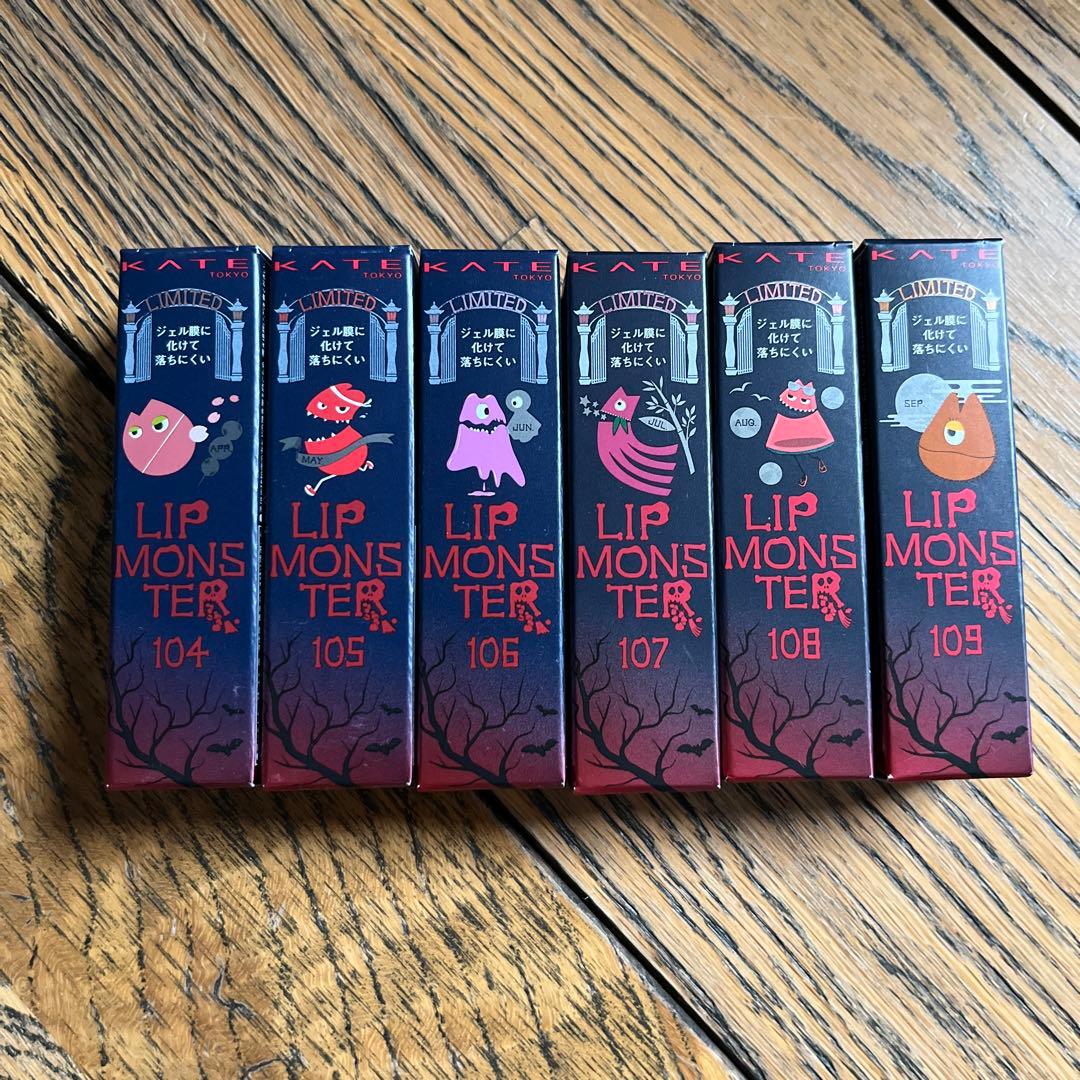 KATE
TOKYO
LIMITED
ジェル膜に
化けて
落ちにくい
APR.
LIP
MONS
TER
104
KATE
TOKYO
LIMITED
ジェル膜に
化けて
落ちにくい
MAY.
LIP
MONS
TER
105
KATE
TOKYO
LIMITED
ジェル膜に
化けて
落ちにくい
JUN.
LIP
MONS
TER
106
KATE
TOKYO
LIMITED
ジェル膜に
化けて
落ちにくい
JUL.
LIP
MONS
TER
107
KATE
TOKYO
LIMITED
ジェル膜に
化けて
落ちにくい
AUG.
LIP
MONS
TER
108
KATE
TOKYO
LIMITED
ジェル膜に
化けて
落ちにくい
SEP.
LIP
MONS
TER
109